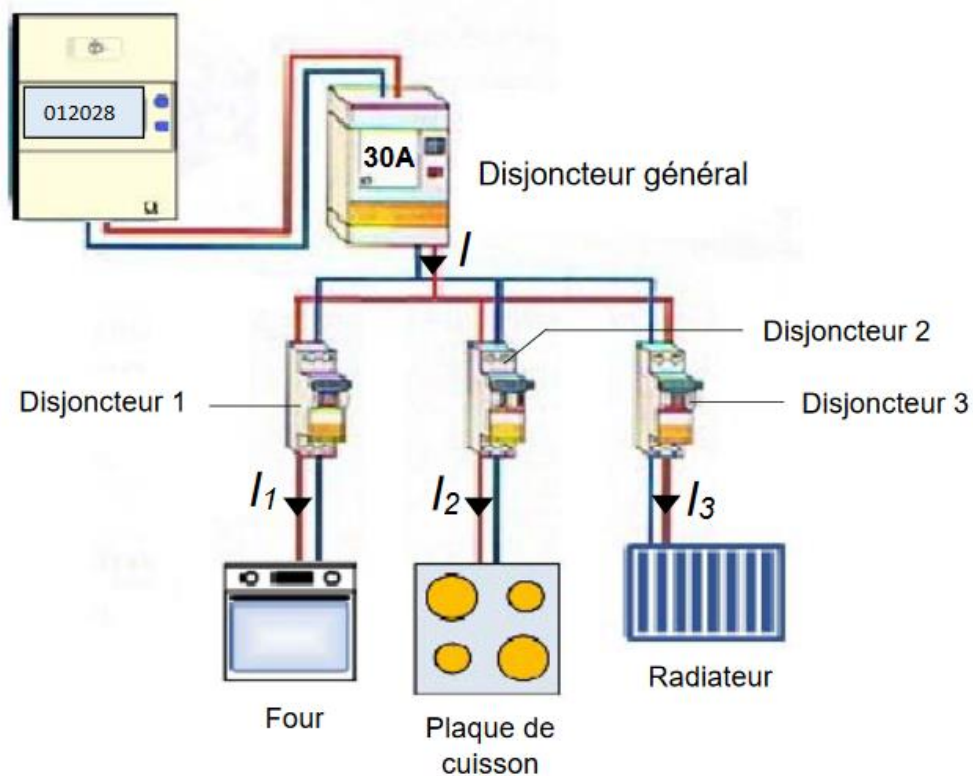 012028
30A
Disjoncteur général
I
Disjoncteur 2
Disjoncteur 1
Disjoncteur 3
I1
I2
I3
Four
Plaque de
cuisson
Radiateur